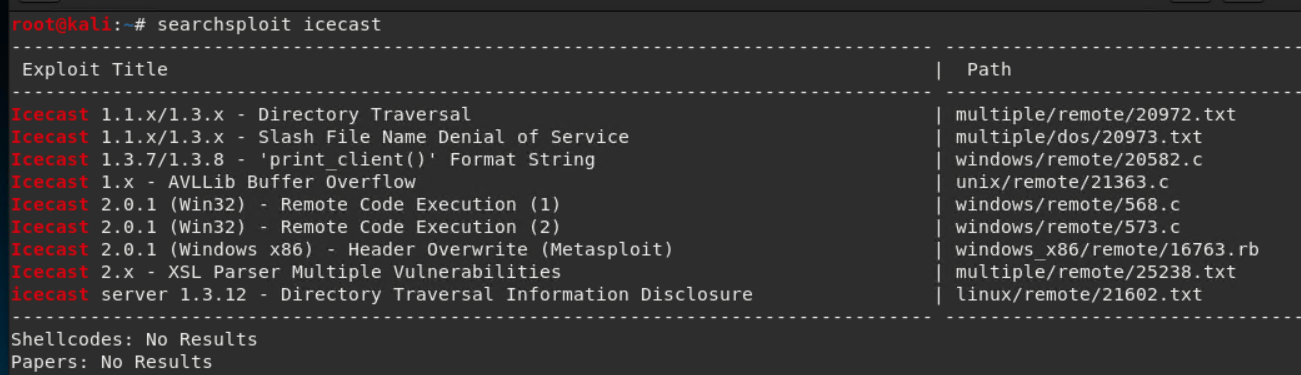 root@kali:~# searchsploit icecast
---------------------------------------------------------------------------------- --------------------------------
 Exploit Title | Path
---------------------------------------------------------------------------------- --------------------------------
Icecast 1.1.x/1.3.x - Directory Traversal | multiple/remote/20972.txt
Icecast 1.1.x/1.3.x - Slash File Name Denial of Service | multiple/dos/20973.txt
Icecast 1.3.7/1.3.8 - 'print_client()' Format String | windows/remote/20582.c
Icecast 1.x - AVLLib Buffer Overflow | unix/remote/21363.c
Icecast 2.0.1 (Win32) - Remote Code Execution (1) | windows/remote/568.c
Icecast 2.0.1 (Win32) - Remote Code Execution (2) | windows/remote/573.c
Icecast 2.0.1 (Windows x86) - Header Overwrite (Metasploit) | windows_x86/remote/16763.rb
Icecast 2.x - XSL Parser Multiple Vulnerabilities | multiple/remote/25238.txt
icecast server 1.3.12 - Directory Traversal Information Disclosure | linux/remote/21602.txt
---------------------------------------------------------------------------------- --------------------------------
Shellcodes: No Results
Papers: No Results